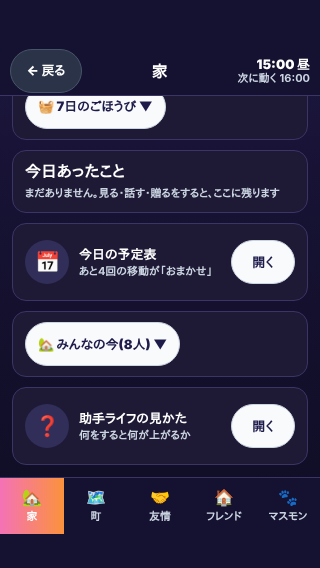 ← 戻る
家
15:00 昼
次に動く 16:00
7日のごほうび ▼
今日あったこと
まだありません。見る・話す・贈るをすると、ここに残ります
今日の予定表
あと4回の移動が「おまかせ」
開く
みんなの今(8人) ▼
助手ライフの見かた
何をすると何が上がるか
開く
家
町
友情
フレンド
マスモン